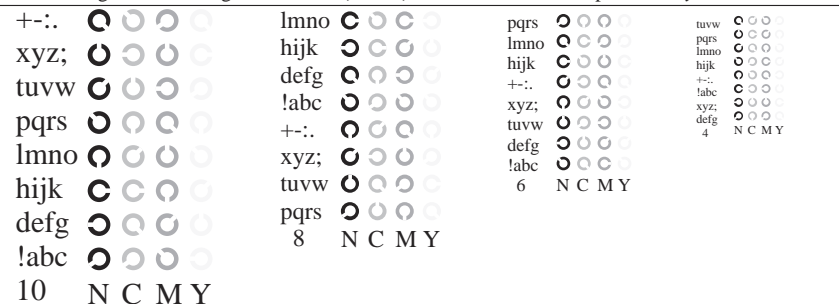 +-:.
xyz;
tuvw
pqrs
lmno
hijk
defg
!abc
10 N C M Y
lmno
hijk
defg
!abc
+-:.
xyz;
tuvw
pqrs
8 N C M Y
pqrs
lmno
hijk
+-:.
xyz;
tuvw
defg
!abc
6 N C M Y
tuvw
pqrs
lmno
hijk
+-:.
!abc
xyz;
defg
4 N C M Y